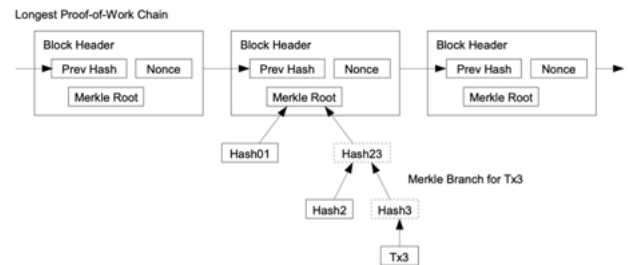 Longest Proof-of-Work Chain
Block Header
Prev Hash
Nonce
Merkle Root
Block Header
Prev Hash
Nonce
Merkle Root
Block Header
Prev Hash
Nonce
Merkle Root
Hash01
Hash23
Merkle Branch for Tx3
Hash2
Hash3
Tx3